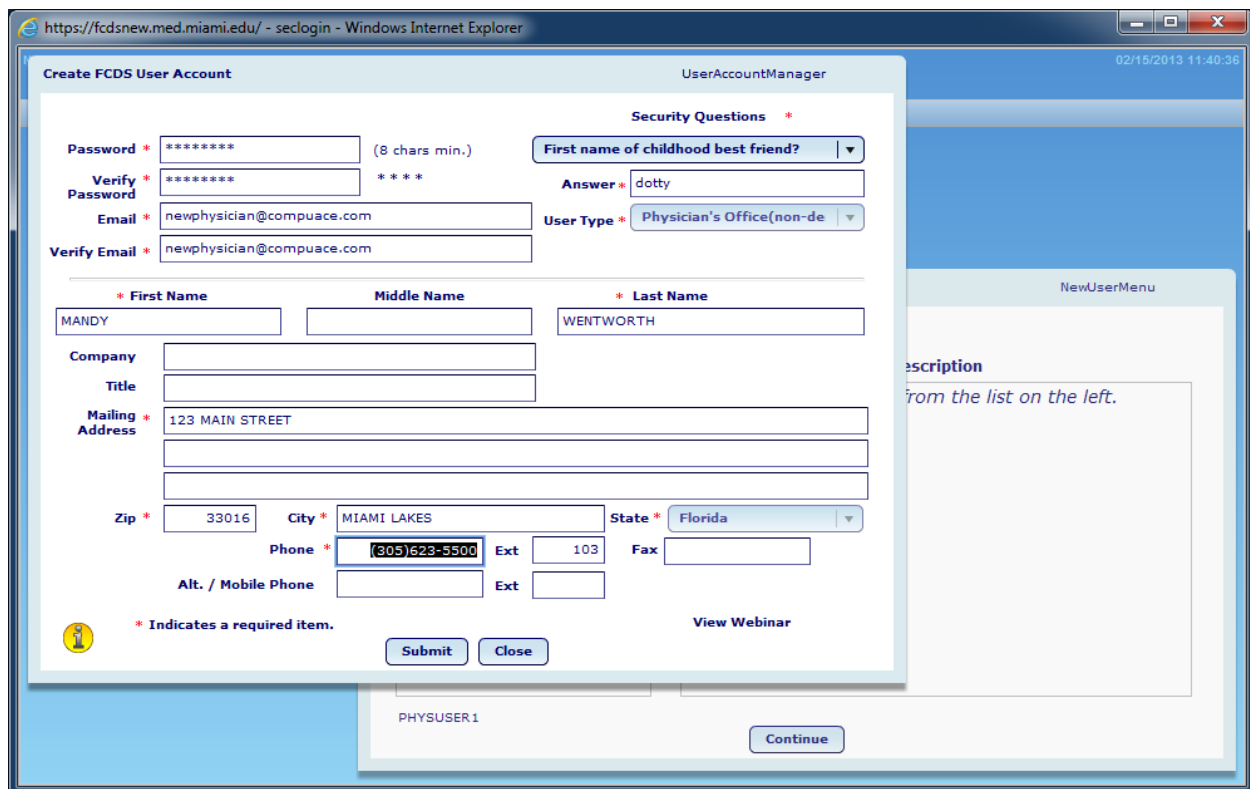 https://fcdsnew.med.miami.edu/ - seclogin - Windows Internet Explorer
02/15/2013 11:40:36
Create FCDS User Account
UserAccountManager
Security Questions *
Password * ******** (8 chars min.)
First name of childhood best friend?
Verify Password * ******** ****
Answer * dotty
Email * newphysician@compuace.com
User Type * Physician's Office(non-de
Verify Email * newphysician@compuace.com
* First Name Middle Name * Last Name
MANDY WENTWORTH
Company
Title
Mailing Address * 123 MAIN STREET
Zip * 33016 City * MIAMI LAKES State * Florida
Phone * (305)623-5500 Ext 103 Fax
Alt. / Mobile Phone Ext
* Indicates a required item.
View Webinar
Submit Close
NewUserMenu
escription
from the list on the left.
PHYSUSER1
Continue